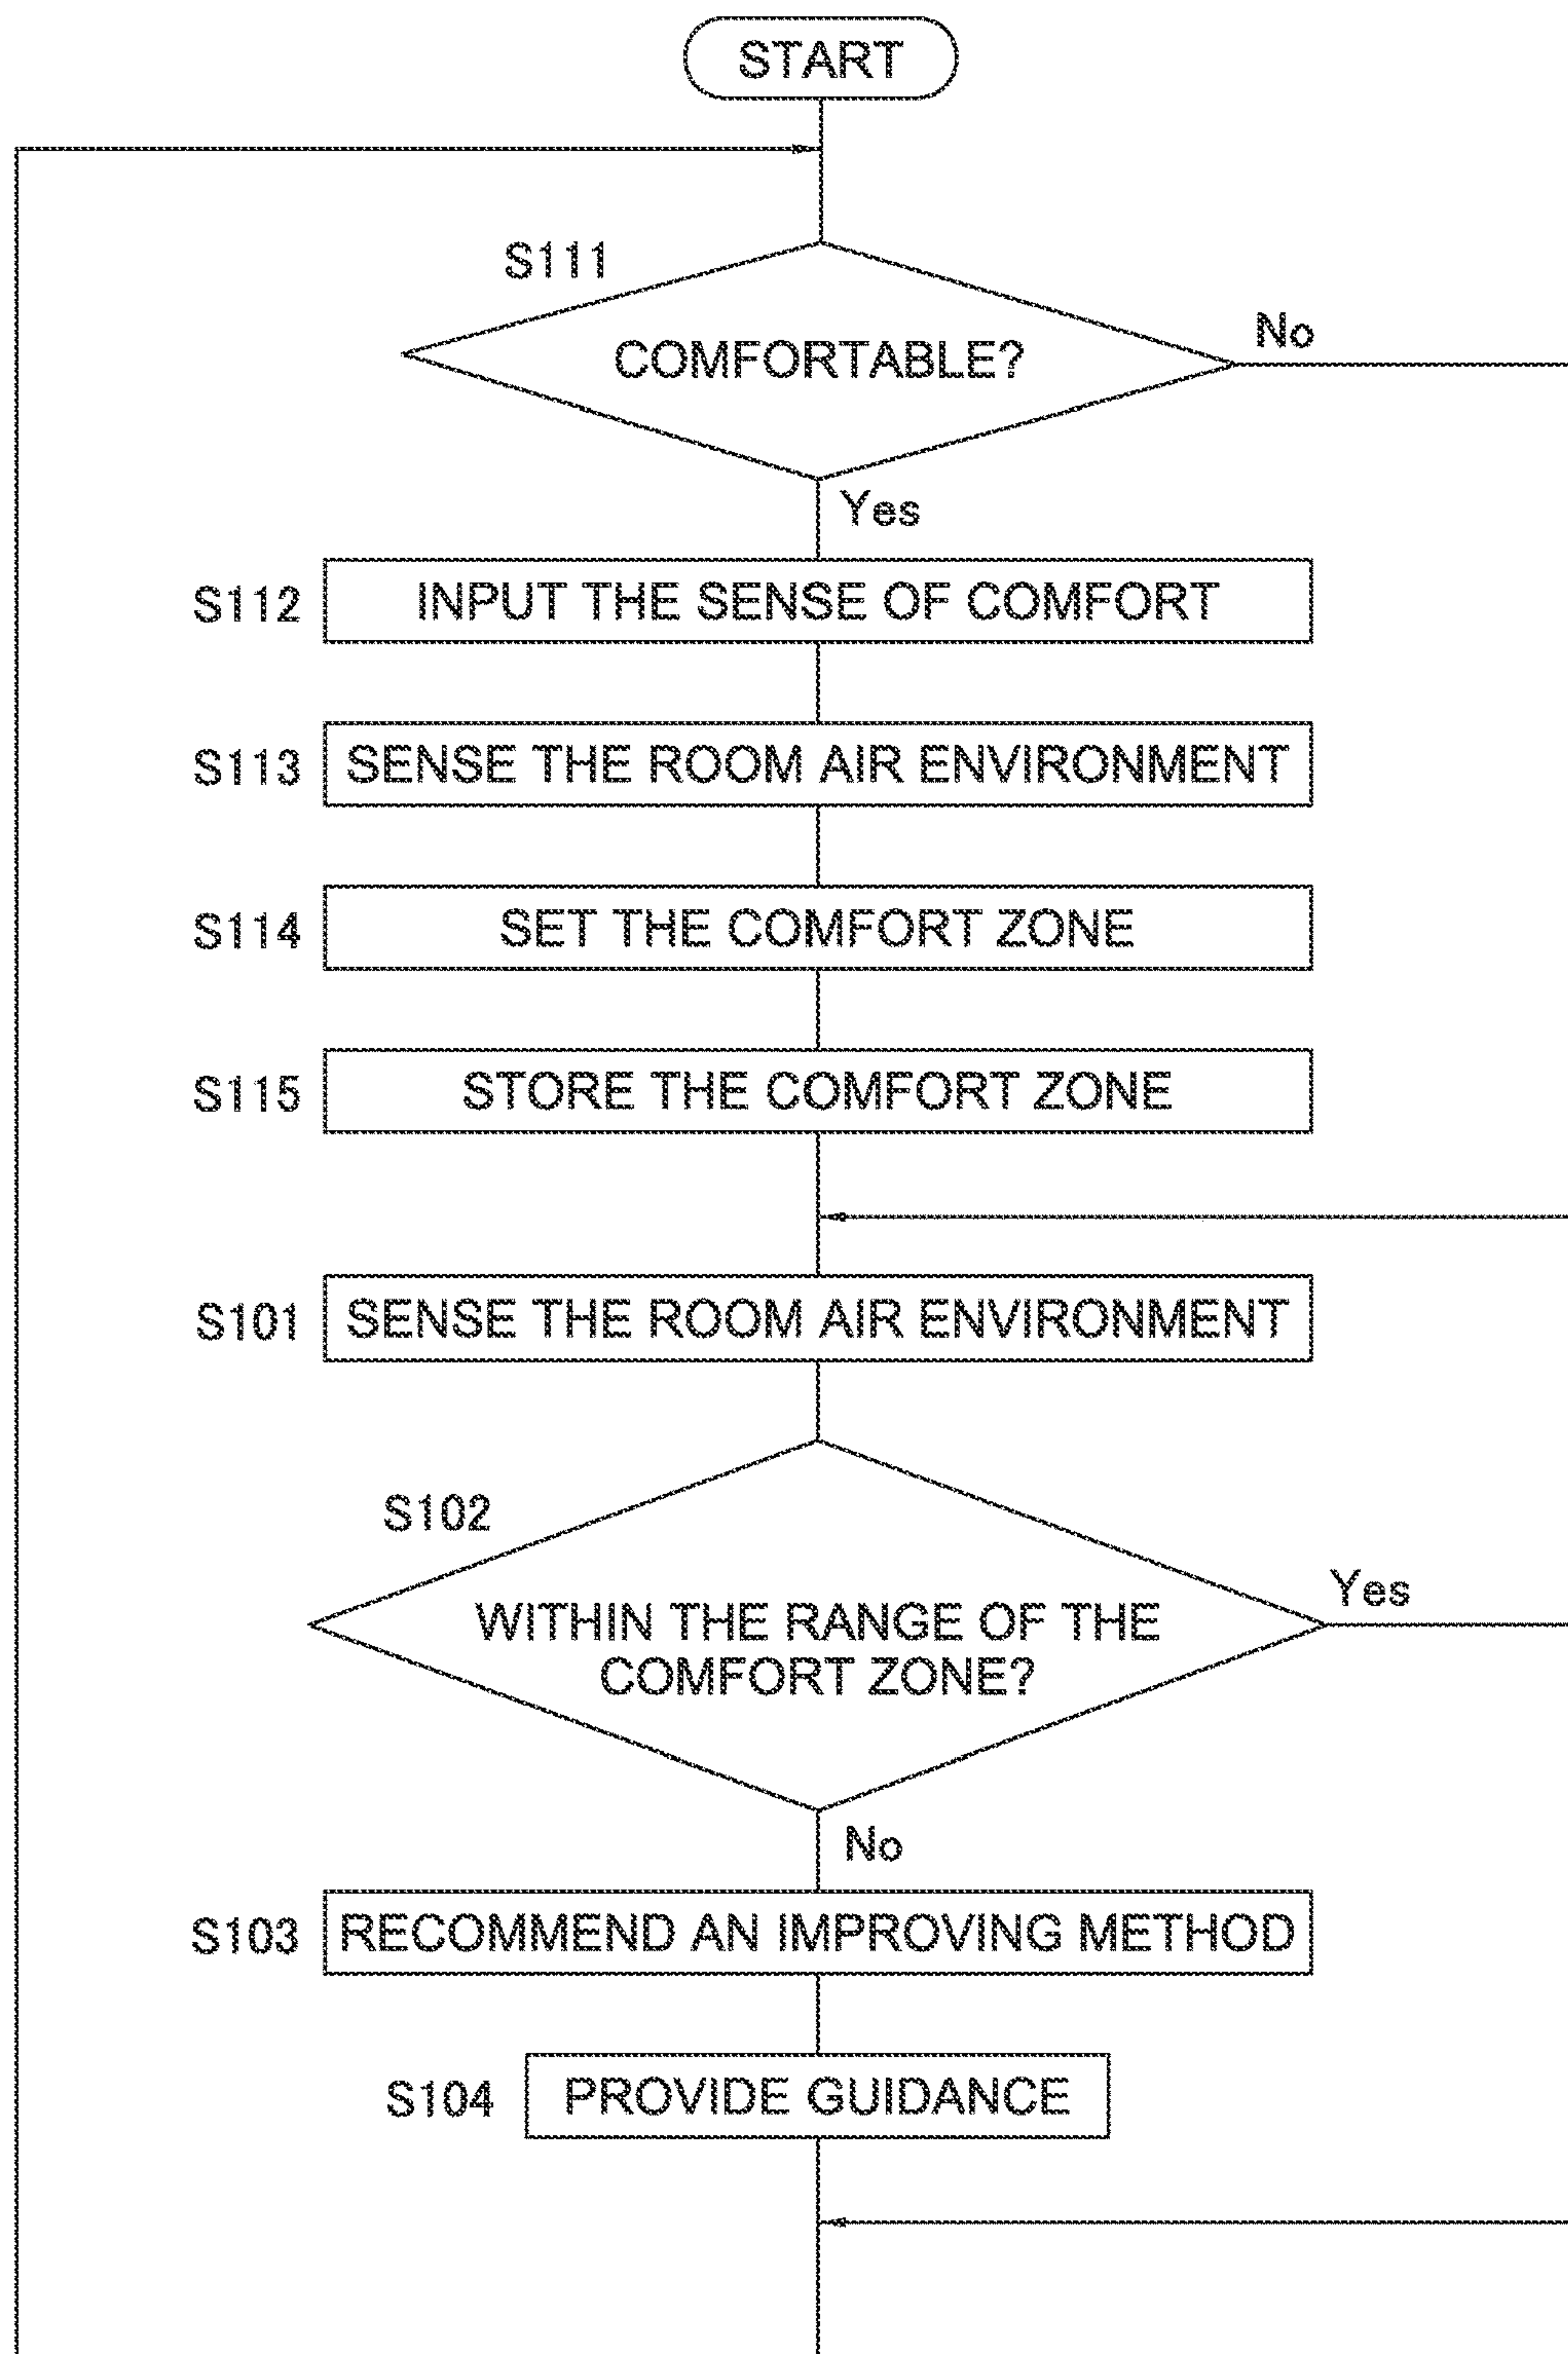 START
S111
COMFORTABLE?
No
Yes
S112
INPUT THE SENSE OF COMFORT
S113
SENSE THE ROOM AIR ENVIRONMENT
S114
SET THE COMFORT ZONE
S115
STORE THE COMFORT ZONE
S101
SENSE THE ROOM AIR ENVIRONMENT
S102
WITHIN THE RANGE OF THE
COMFORT ZONE?
Yes
No
S103
RECOMMEND AN IMPROVING METHOD
S104
PROVIDE GUIDANCE